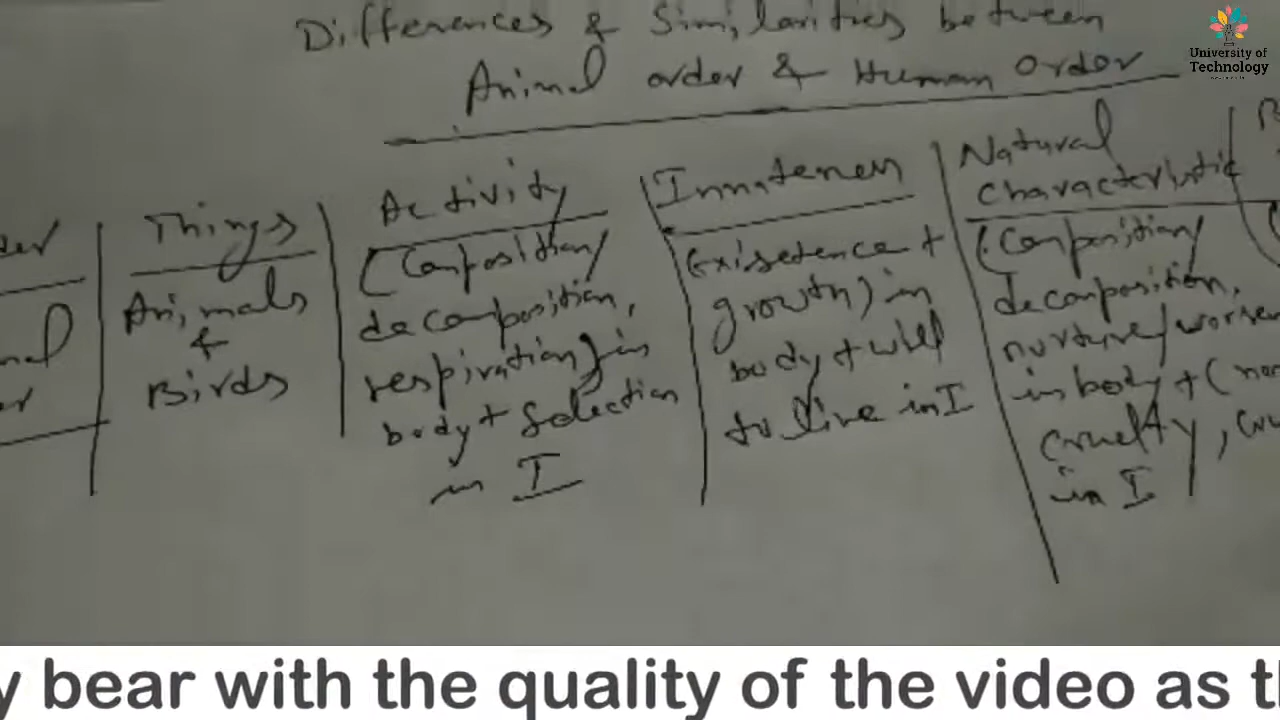 Differences & Similarities between
Animal order & Human order
University of
Technology
Things
Animals
&
Birds
Activity
(Composition/
decomposition,
respiration) in
body + Selection
in I
Innateness
(Existence +
growth) in
body + will
to live in I
Natural
characteristic
(Composition/
decomposition,
nurture/worsen
in body + (non
cruelty,
in I
y bear with the quality of the video as th